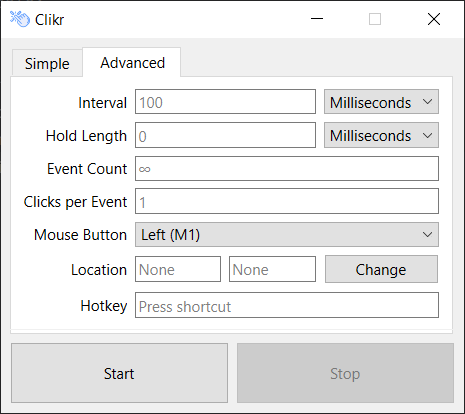 Clikr
Simple Advanced
Interval 100 Milliseconds
Hold Length 0 Milliseconds
Event Count ∞
Clicks per Event 1
Mouse Button Left (M1)
Location None None Change
Hotkey Press shortcut
Start Stop